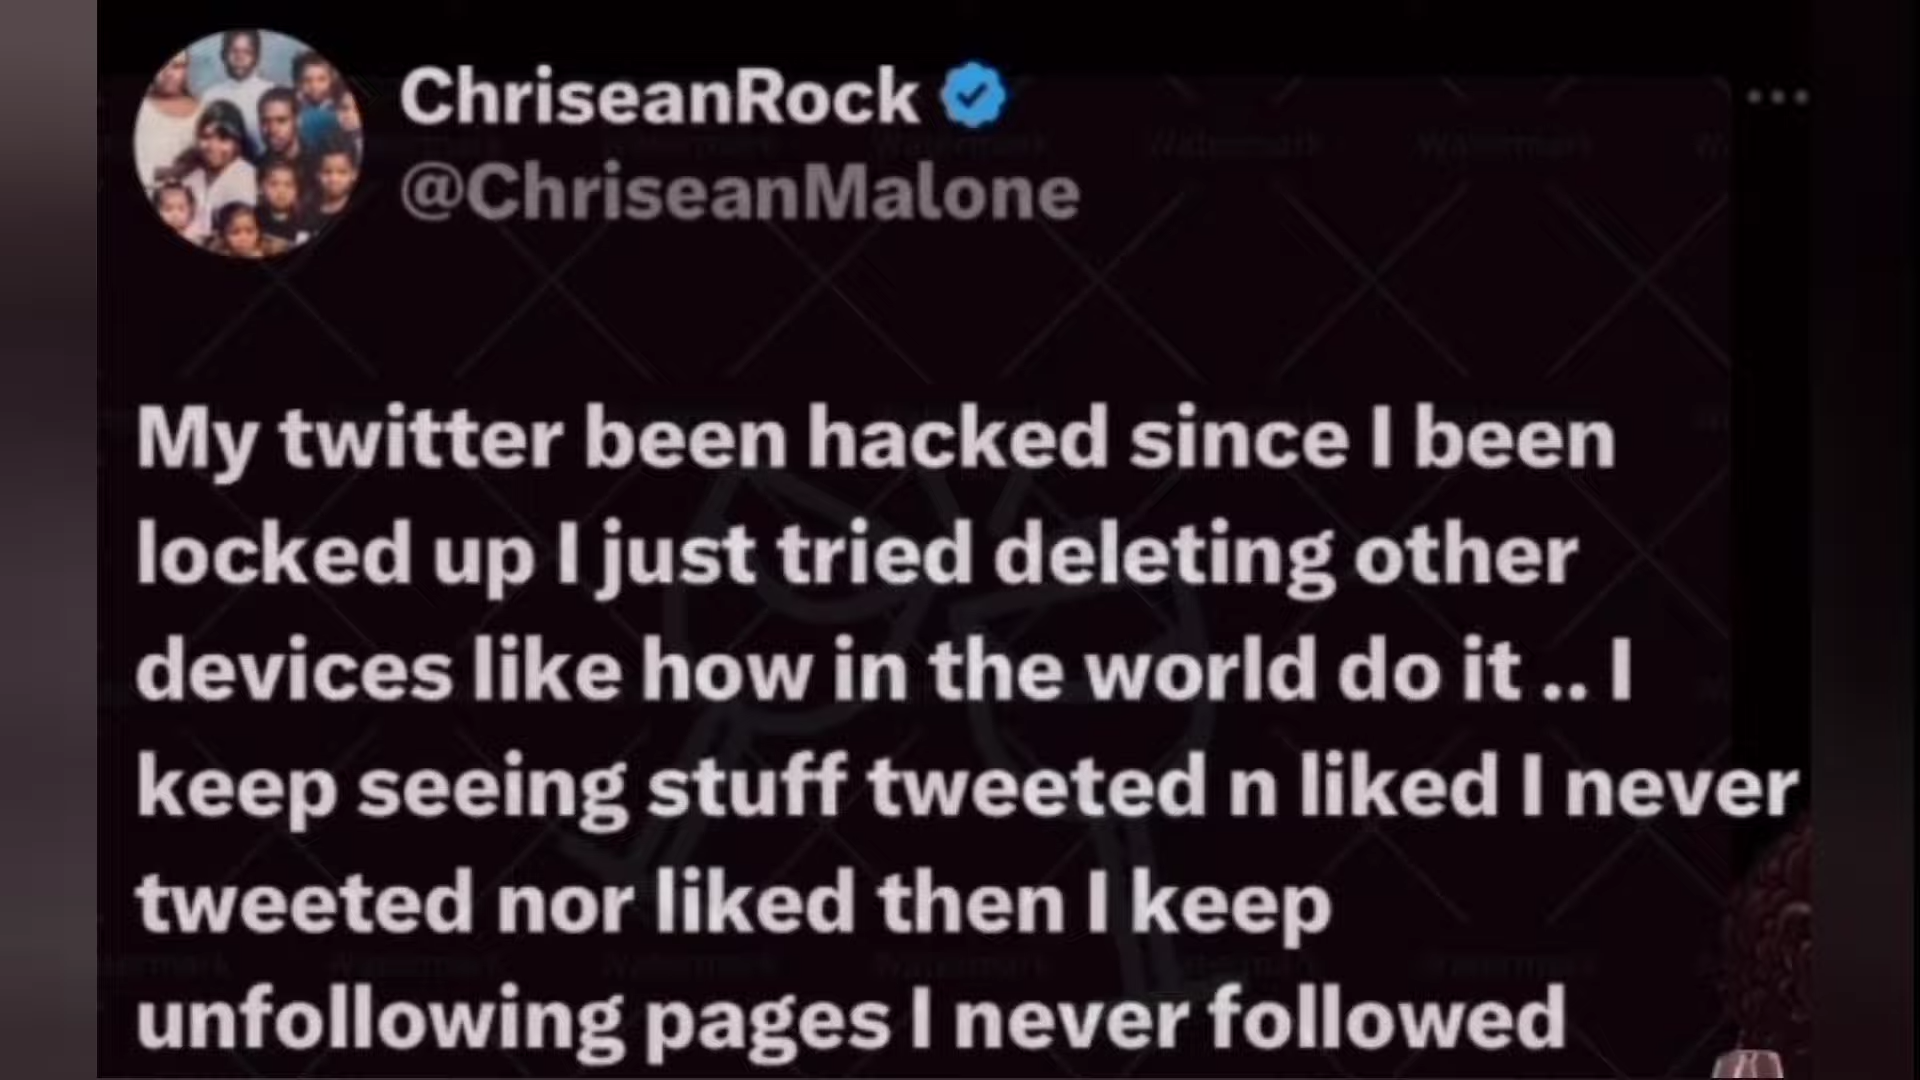 ChriseanRock
@ChriseanMalone
My twitter been hacked since I been
locked up I just tried deleting other
devices like how in the world do it .. I
keep seeing stuff tweeted n liked I never
tweeted nor liked then I keep
unfollowing pages I never followed